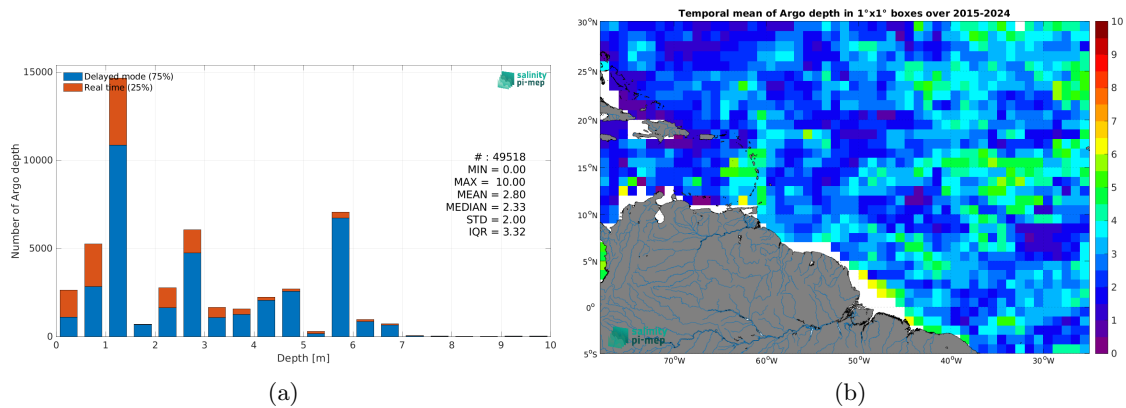 Temporal mean of Argo depth in 1°x1° boxes over 2015-2024
15000
10000
5000
0
Number of Argo depth
Delayed mode (75%)
Real time (25%)
salinity
pi-mep
# : 49518
MIN = 0.00
MAX = 10.00
MEAN = 2.80
MEDIAN = 2.33
STD = 2.00
IQR = 3.32
0 1 2 3 4 5 6 7 8 9 10
Depth [m]
(a)
30°N
25°N
20°N
15°N
10°N
5°N
0°
5°S
70°W 60°W 50°W 40°W 30°W
salinity
pi-mep
10
9
8
7
6
5
4
3
2
1
0
(b)